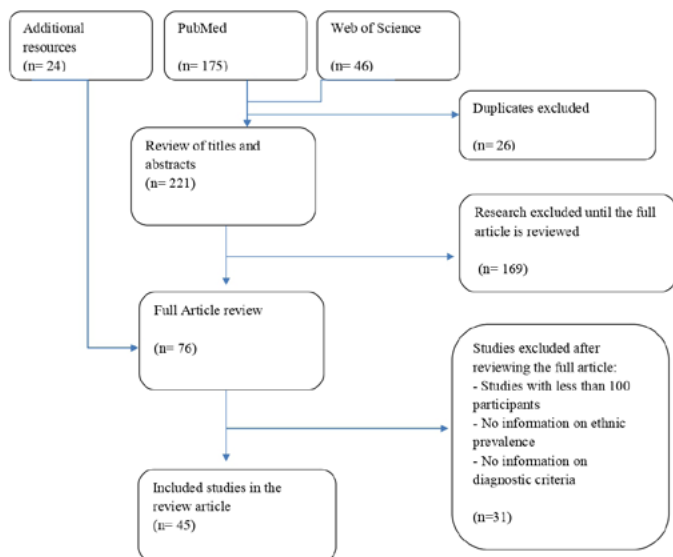 Additional
resources
(n= 24)
PubMed
(n= 175)
Web of Science
(n= 46)
Duplicates excluded
(n= 26)
Review of titles and
abstracts
(n= 221)
Research excluded until the full
article is reviewed
(n= 169)
Full Article review
(n= 76)
Studies excluded after
reviewing the full article:
- Studies with less than 100
participants
- No information on ethnic
prevalence
- No information on
diagnostic criteria
(n=31)
Included studies in the
review article
(n= 45)